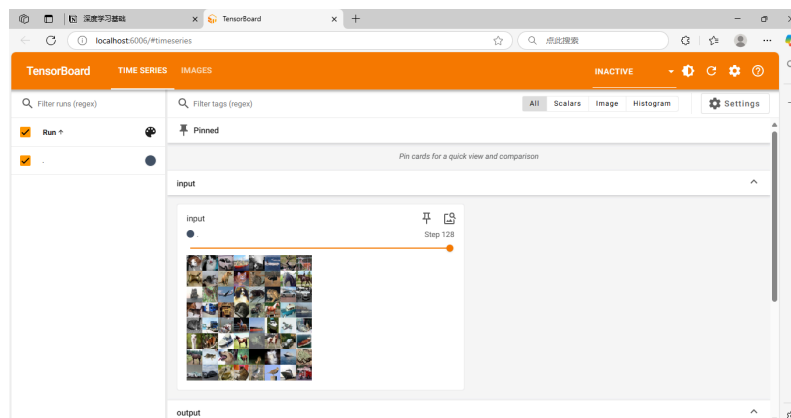 深度学习基础
TensorBoard
localhost:6006/#timeseries
点此搜索
TensorBoard
TIME SERIES
IMAGES
INACTIVE
Filter runs (regex)
Filter tags (regex)
All
Scalars
Image
Histogram
Settings
Run
Pinned
.
Pin cards for a quick view and comparison
input
input
.
Step 128
output